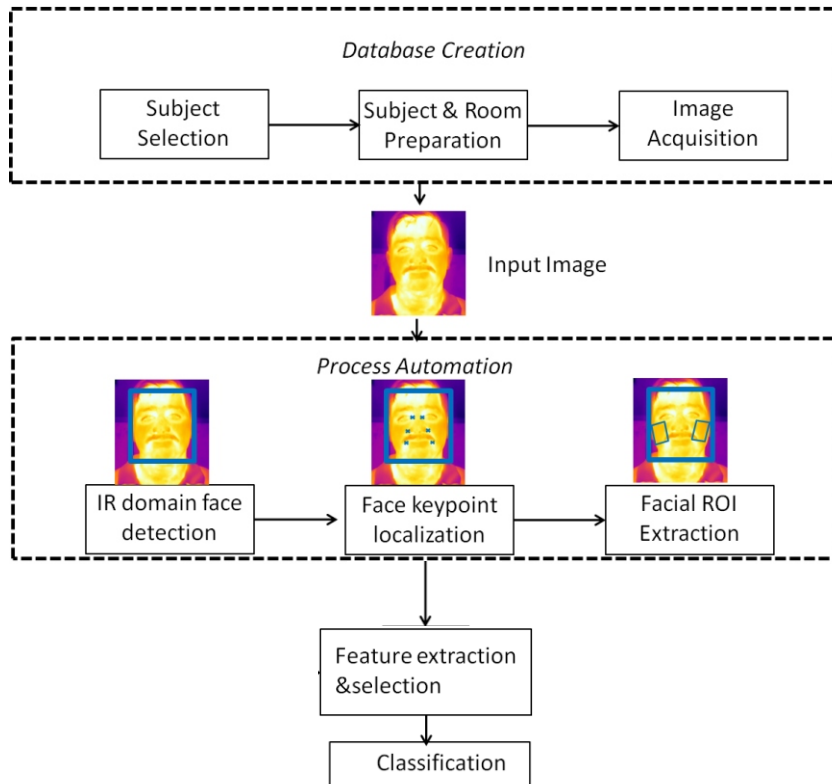 Database Creation
Subject
Selection
Subject & Room
Preparation
Image
Acquisition
Input Image
Process Automation
IR domain face
detection
Face keypoint
localization
Facial ROI
Extraction
Feature extraction
&selection
Classification